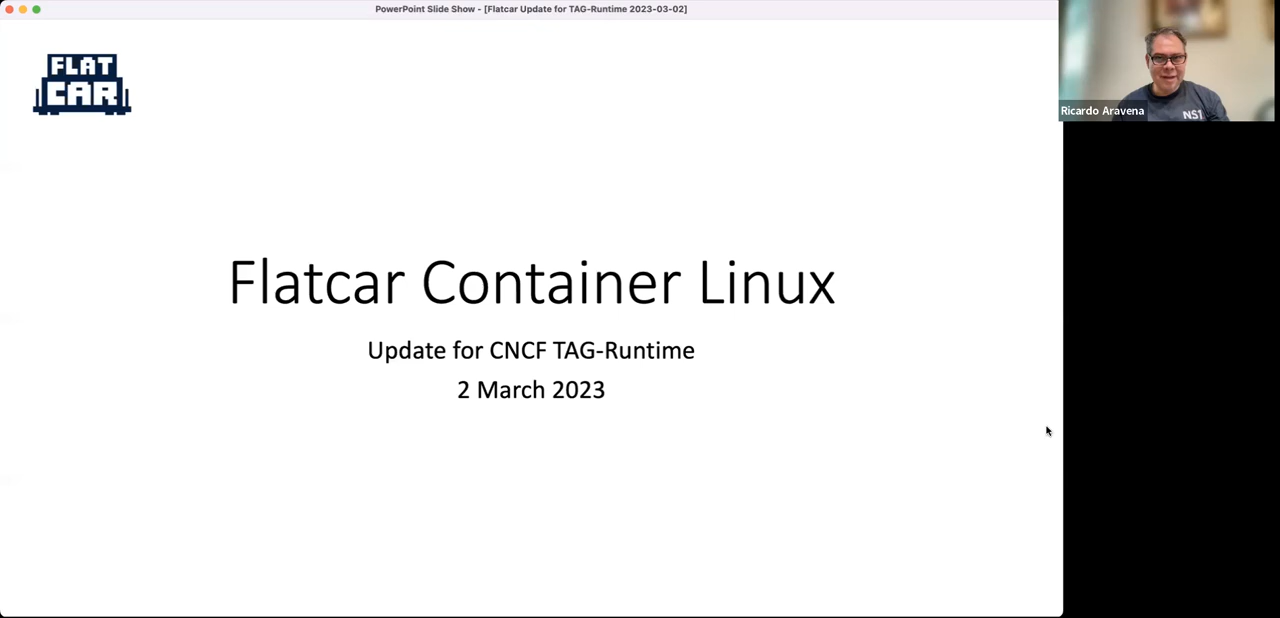 PowerPoint Slide Show - [Flatcar Update for TAG-Runtime 2023-03-02]
FLAT
CAR
Ricardo Aravena
NS1
Flatcar Container Linux
Update for CNCF TAG-Runtime
2 March 2023